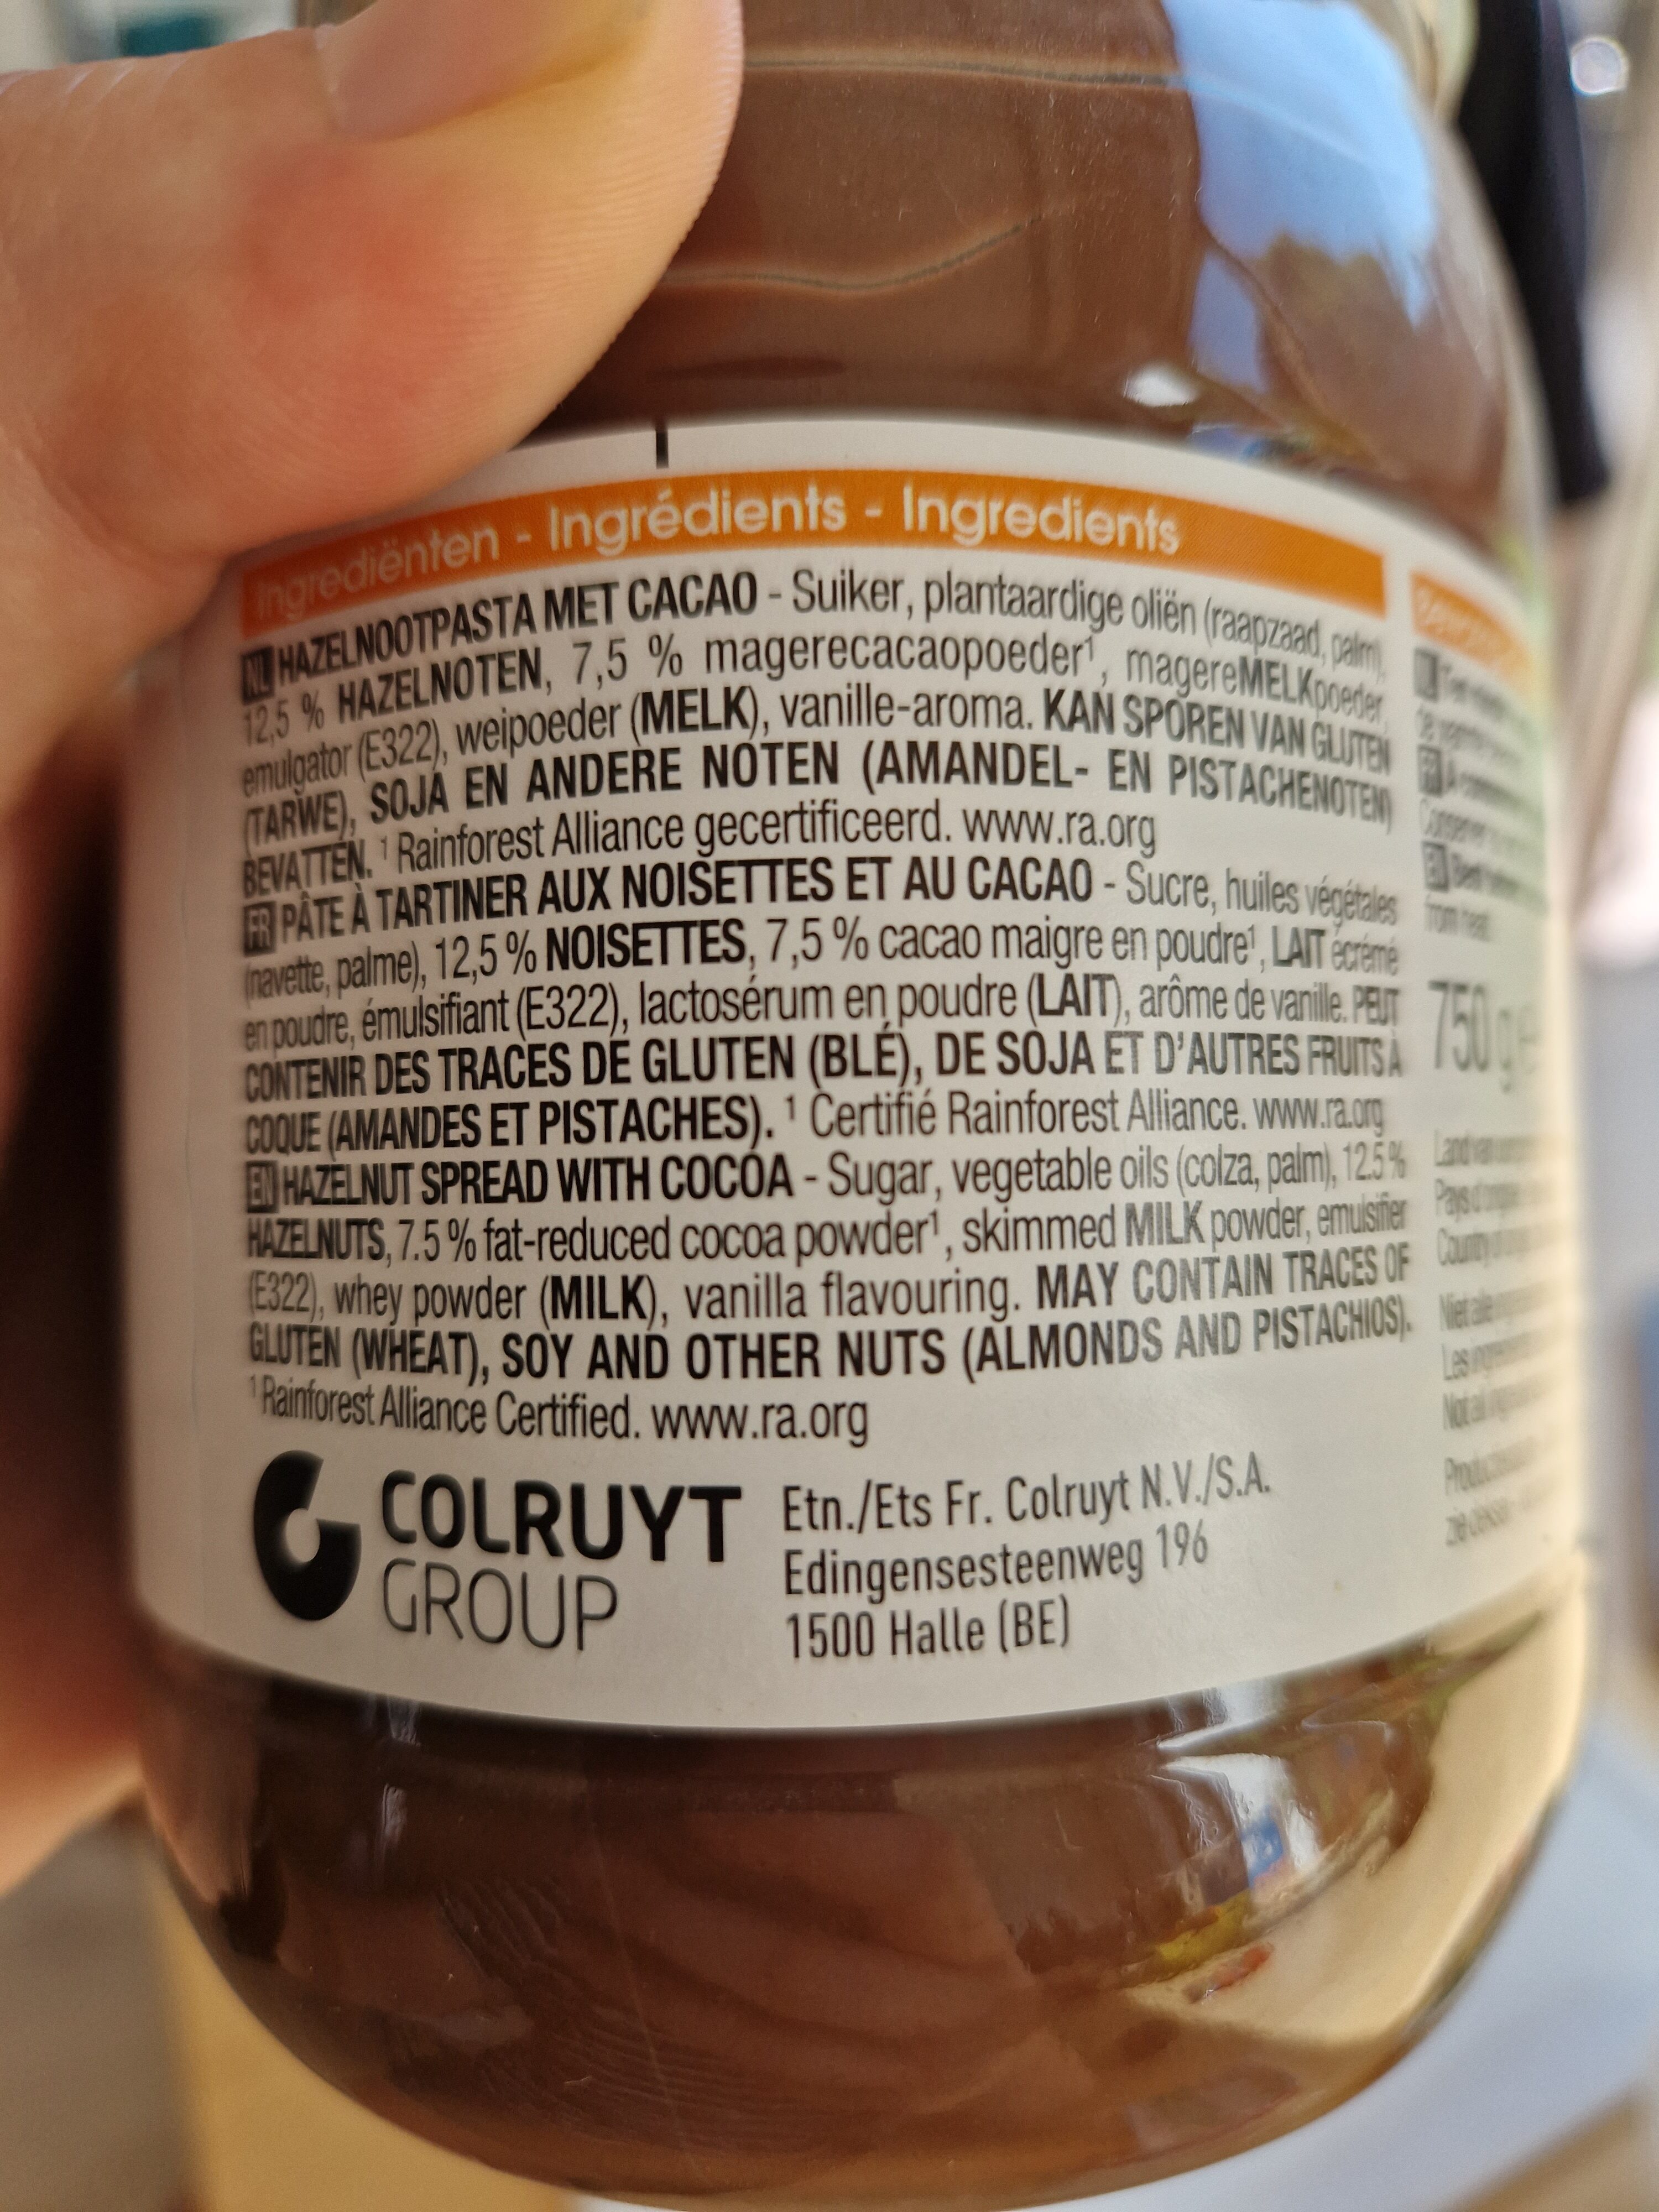 Ingrediënten - Ingrédients - Ingredients
NL HAZELNOOTPASTA MET CACAO - Suiker, plantaardige oliën (raapzaad, palm),
12,5 % HAZELNOTEN, 7,5 % magerecacaopoeder¹, magereMELKpoeder,
emulgator (E322), weipoeder (MELK), vanille-aroma. KAN SPOREN VAN GLUTEN
(TARWE), SOJA EN ANDERE NOTEN (AMANDEL- EN PISTACHENOTEN)
BEVATTEN. ¹ Rainforest Alliance gecertificeerd. www.ra.org
FR PÂTE À TARTINER AUX NOISETTES ET AU CACAO - Sucre, huiles végétales
(navette, palme), 12,5 % NOISETTES, 7,5 % cacao maigre en poudre¹, LAIT écrémé
en poudre, émulsifiant (E322), lactosérum en poudre (LAIT), arôme de vanille. PEUT
CONTENIR DES TRACES DE GLUTEN (BLÉ), DE SOJA ET D'AUTRES FRUITS À
COQUE (AMANDES ET PISTACHES). ¹ Certifié Rainforest Alliance. www.ra.org
EN HAZELNUT SPREAD WITH COCOA - Sugar, vegetable oils (colza, palm), 12.5 %
HAZELNUTS, 7.5 % fat-reduced cocoa powder¹, skimmed MILK powder, emulsifier
(E322), whey powder (MILK), vanilla flavouring. MAY CONTAIN TRACES OF
GLUTEN (WHEAT), SOY AND OTHER NUTS (ALMONDS AND PISTACHIOS).
¹ Rainforest Alliance Certified. www.ra.org
COLRUYT
GROUP
Etn./Ets Fr. Colruyt N.V./S.A.
Edingensesteenweg 196
1500 Halle (BE)
from heat
750 g